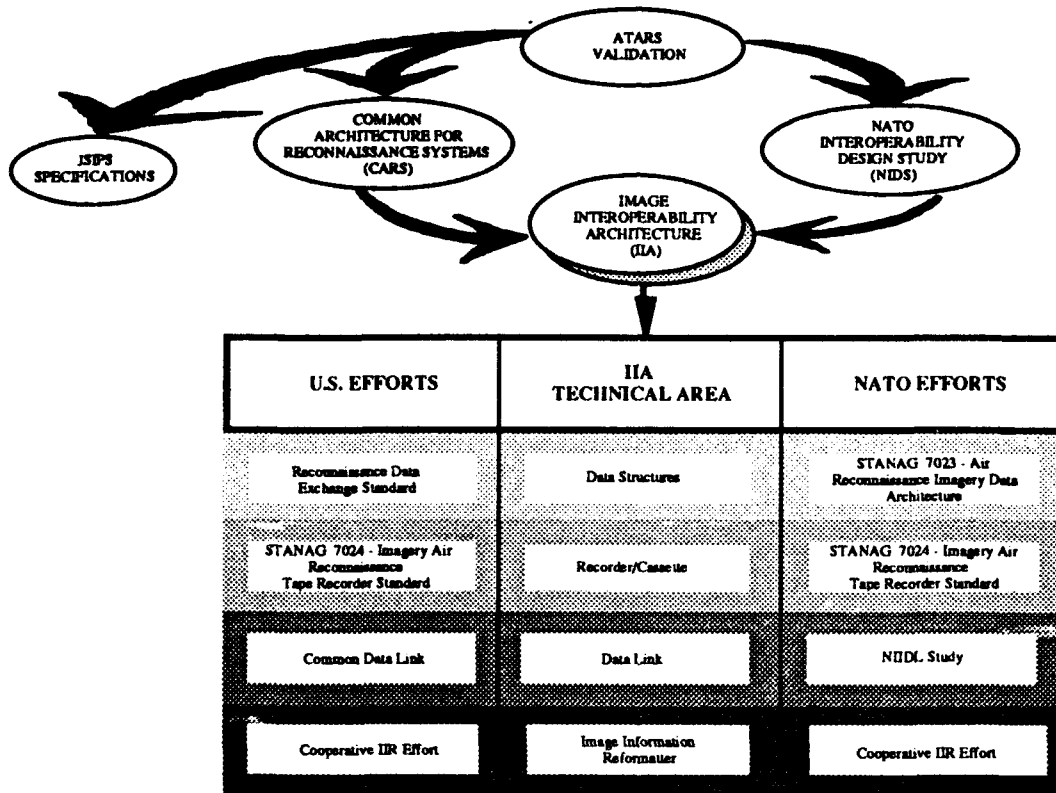 ATARS
VALIDATION
JSIPS
SPECIFICATIONS
COMMON
ARCHITECTURE FOR
RECONNAISSANCE SYSTEMS
(CARS)
NATO
INTEROPERABILITY
DESIGN STUDY
(NIDS)
IMAGE
INTEROPERABILITY
ARCHITECTURE
(IIA)
U.S. EFFORTS
IIA
TECHNICAL AREA
NATO EFFORTS
Reconnaissance Data
Exchange Standard
Data Structures
STANAG 7023 - Air
Reconnaissance Imagery Data
Architecture
STANAG 7024 - Imagery Air
Reconnaissance
Tape Recorder Standard
Recorder/Cassette
STANAG 7024 - Imagery Air
Reconnaissance
Tape Recorder Standard
Common Data Link
Data Link
NIIDL Study
Cooperative IIR Effort
Image Information
Reformatter
Cooperative IIR Effort